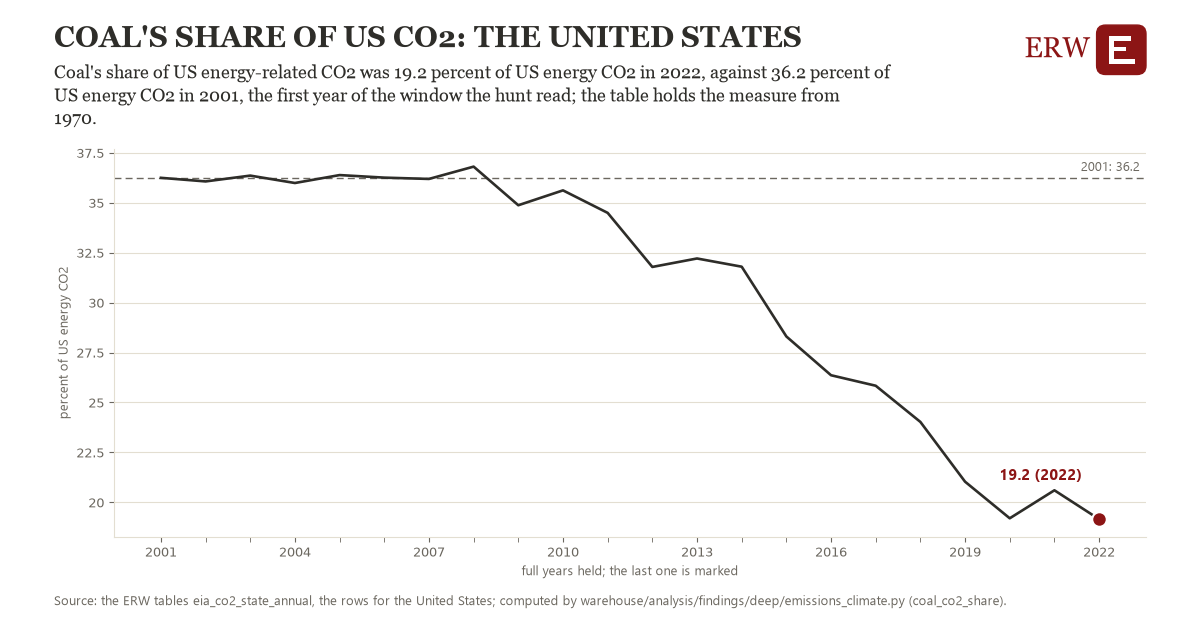 COAL'S SHARE OF US CO2: THE UNITED STATES
ERW E
Coal's share of US energy-related CO2 was 19.2 percent of US energy CO2 in 2022, against 36.2 percent of
US energy CO2 in 2001, the first year of the window the hunt read; the table holds the measure from
1970.
37.5
35
32.5
30
27.5
25
22.5
20
percent of US energy CO2
2001: 36.2
19.2 (2022)
2001 2004 2007 2010 2013 2016 2019 2022
full years held; the last one is marked
Source: the ERW tables eia_co2_state_annual, the rows for the United States; computed by warehouse/analysis/findings/deep/emissions_climate.py (coal_co2_share).